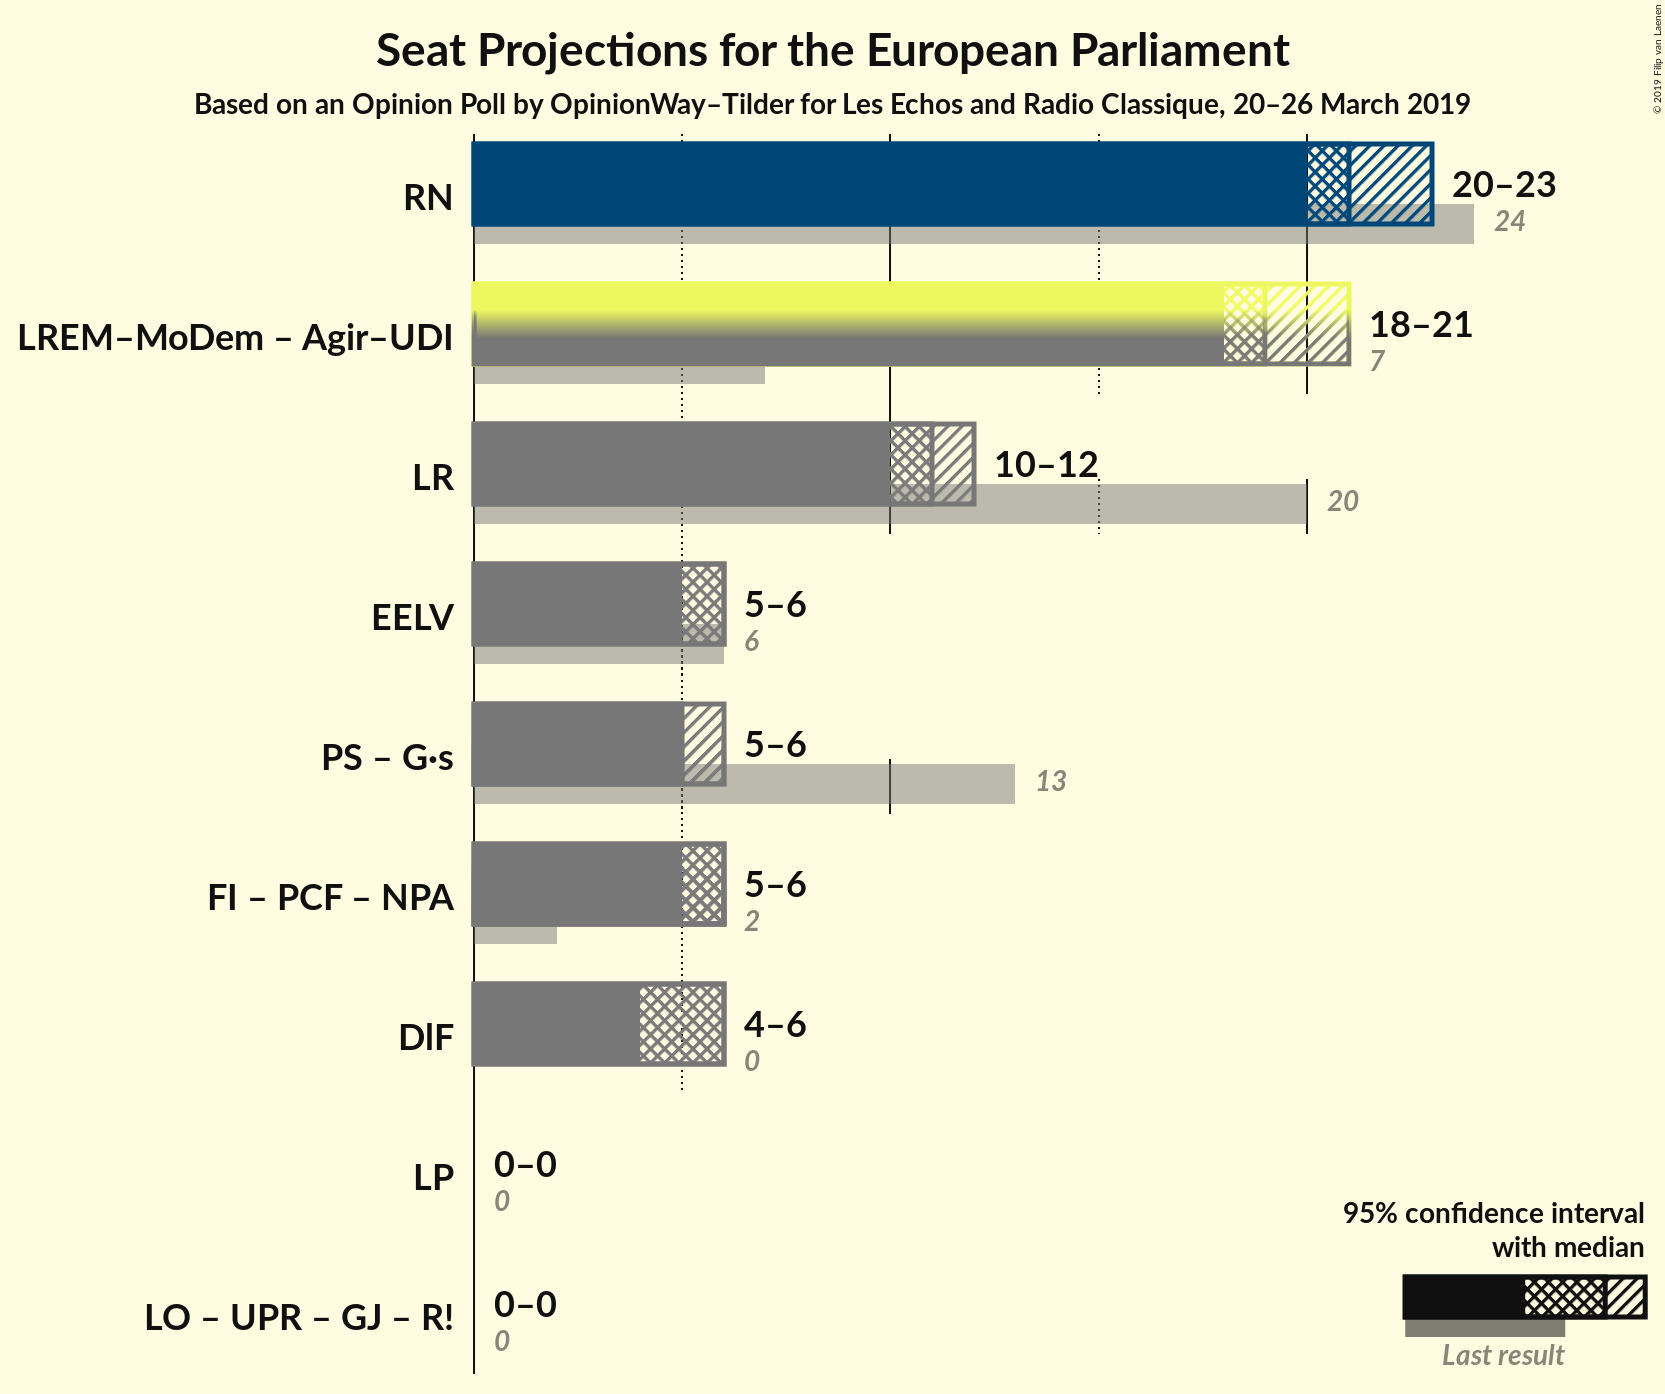 Seat Projections for the European Parliament
Based on an Opinion Poll by OpinionWay–Tilder for Les Echos and Radio Classique, 20–26 March 2019
© 2019 Filip van Laenen
RN
20–23
24
LREM–MoDem – Agir–UDI
18–21
7
LR
10–12
20
EELV
5–6
6
PS – G·s
5–6
13
FI – PCF – NPA
5–6
2
DlF
4–6
0
LP
0–0
0
LO – UPR – GJ – R!
0–0
0
95% confidence interval
with median
Last result